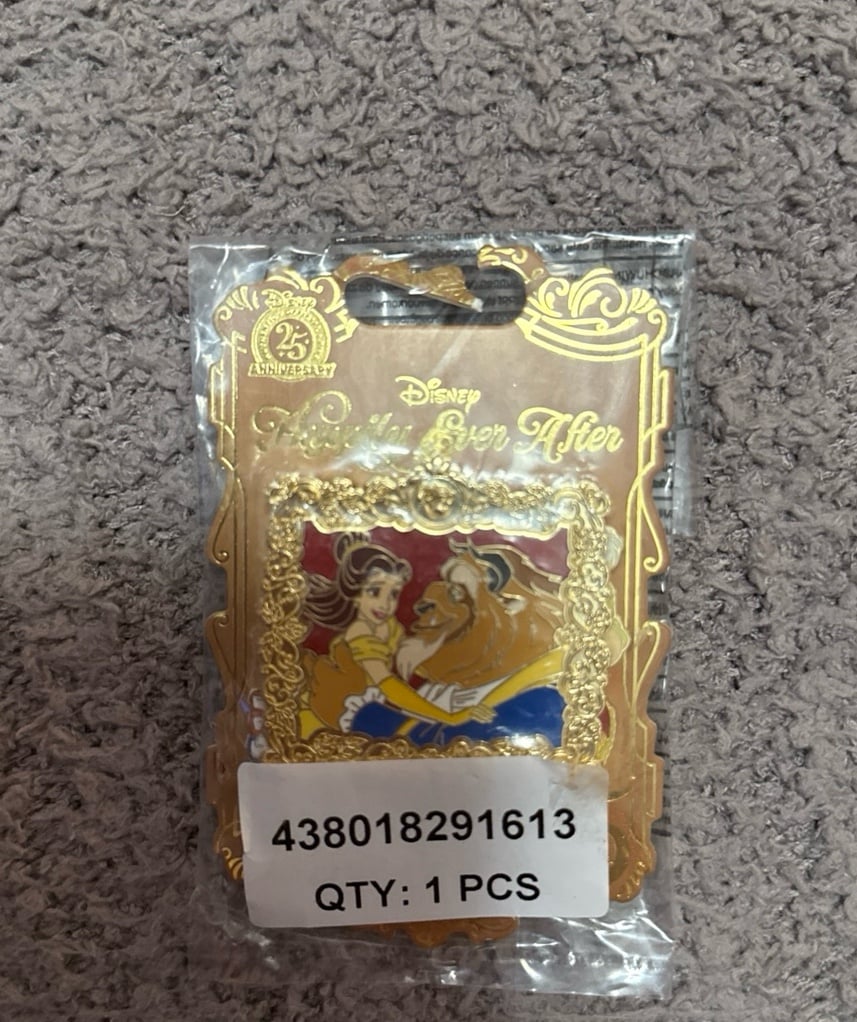 Disney
25
ANNIVERSARY
Disney
Happily Ever After
438018291613
QTY: 1 PCS